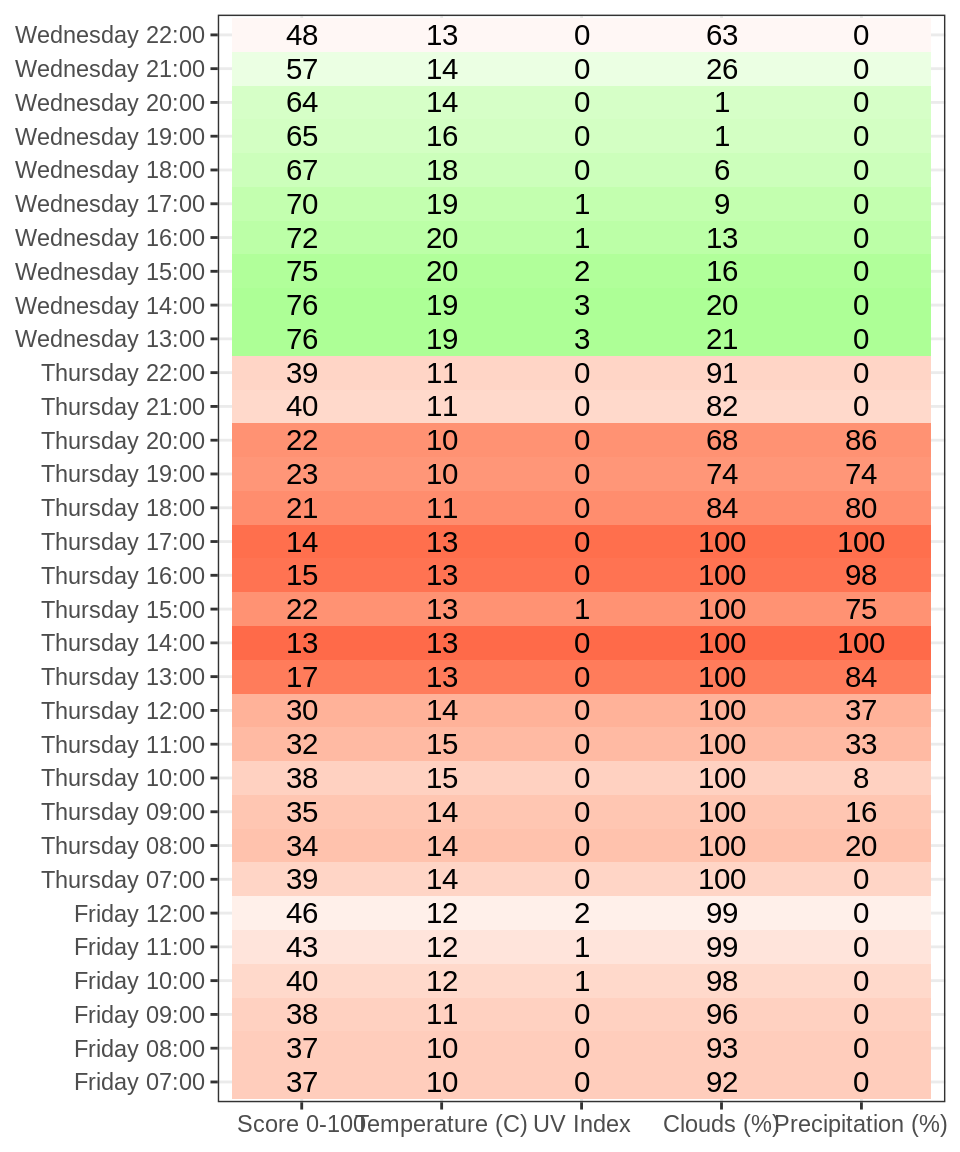 Wednesday 22:00 48 13 0 63 0
Wednesday 21:00 57 14 0 26 0
Wednesday 20:00 64 14 0 1 0
Wednesday 19:00 65 16 0 1 0
Wednesday 18:00 67 18 0 6 0
Wednesday 17:00 70 19 1 9 0
Wednesday 16:00 72 20 1 13 0
Wednesday 15:00 75 20 2 16 0
Wednesday 14:00 76 19 3 20 0
Wednesday 13:00 76 19 3 21 0
Thursday 22:00 39 11 0 91 0
Thursday 21:00 40 11 0 82 0
Thursday 20:00 22 10 0 68 86
Thursday 19:00 23 10 0 74 74
Thursday 18:00 21 11 0 84 80
Thursday 17:00 14 13 0 100 100
Thursday 16:00 15 13 0 100 98
Thursday 15:00 22 13 1 100 75
Thursday 14:00 13 13 0 100 100
Thursday 13:00 17 13 0 100 84
Thursday 12:00 30 14 0 100 37
Thursday 11:00 32 15 0 100 33
Thursday 10:00 38 15 0 100 8
Thursday 09:00 35 14 0 100 16
Thursday 08:00 34 14 0 100 20
Thursday 07:00 39 14 0 100 0
Friday 12:00 46 12 2 99 0
Friday 11:00 43 12 1 99 0
Friday 10:00 40 12 1 98 0
Friday 09:00 38 11 0 96 0
Friday 08:00 37 10 0 93 0
Friday 07:00 37 10 0 92 0
Score 0-100 Temperature (C) UV Index Clouds (%) Precipitation (%)